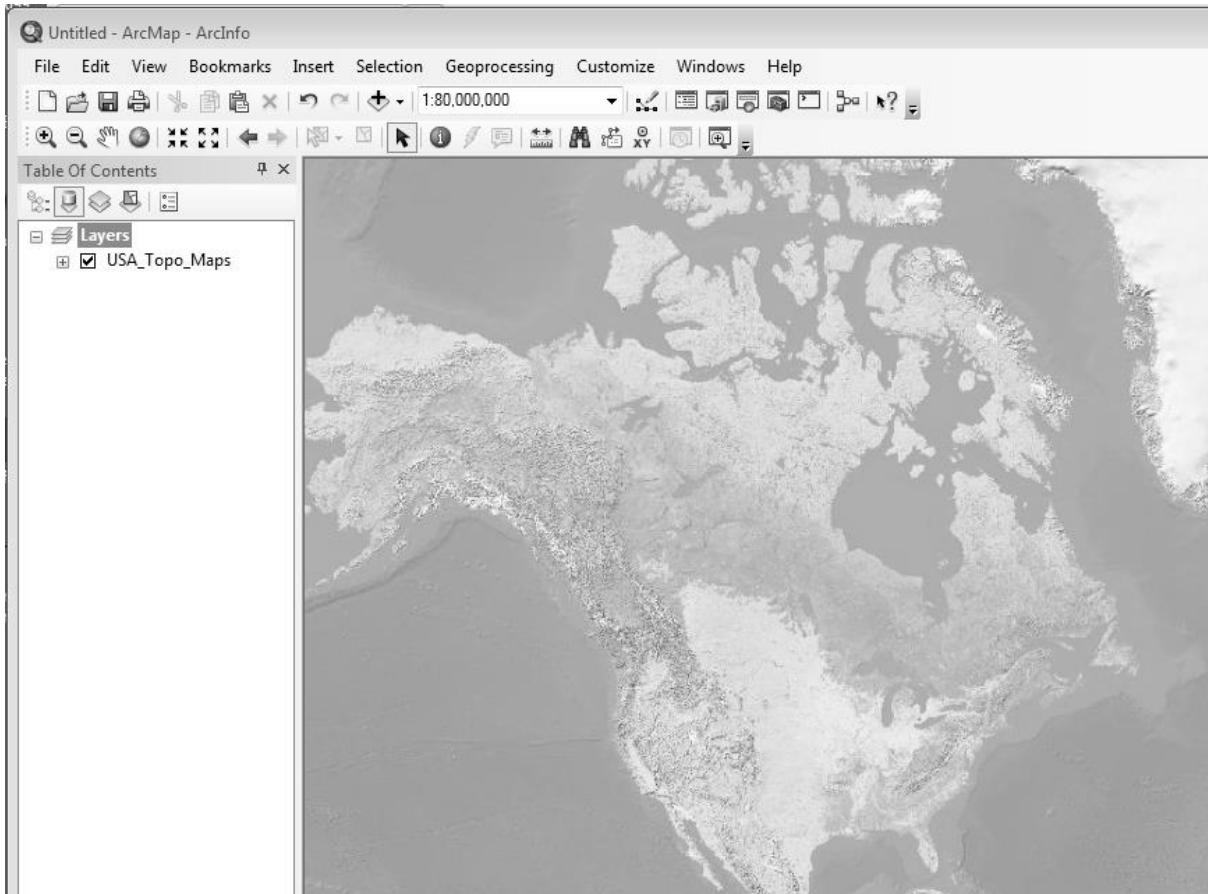 Untitled - ArcMap - ArcInfo
File Edit View Bookmarks Insert Selection Geoprocessing Customize Windows Help
1:80,000,000
XY
Table Of Contents
Layers
USA_Topo_Maps